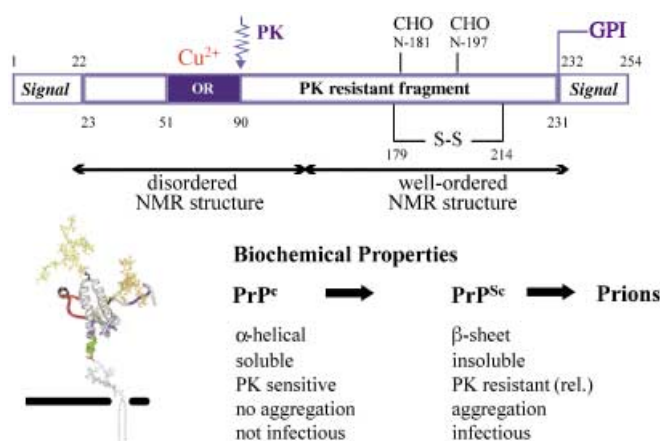 CHO CHO
PK N-181 N-197 GPI
Cu²⁺
1 22 232 254
Signal OR PK resistant fragment Signal
23 51 90 231
S-S
179 214
disordered well-ordered
NMR structure NMR structure
Biochemical Properties
PrPᶜ PrPˢᶜ Prions
α-helical β-sheet
soluble insoluble
PK sensitive PK resistant (rel.)
no aggregation aggregation
not infectious infectious